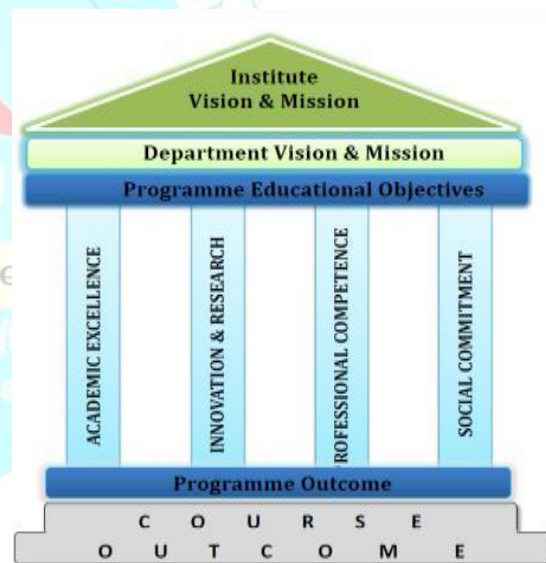 Institute
Vision & Mission
Department Vision & Mission
Programme Educational Objectives
ACADEMIC EXCELLENCE
INNOVATION & RESEARCH
PROFESSIONAL COMPETENCE
SOCIAL COMMITMENT
Programme Outcome
C O U R S E
O U T C O M E